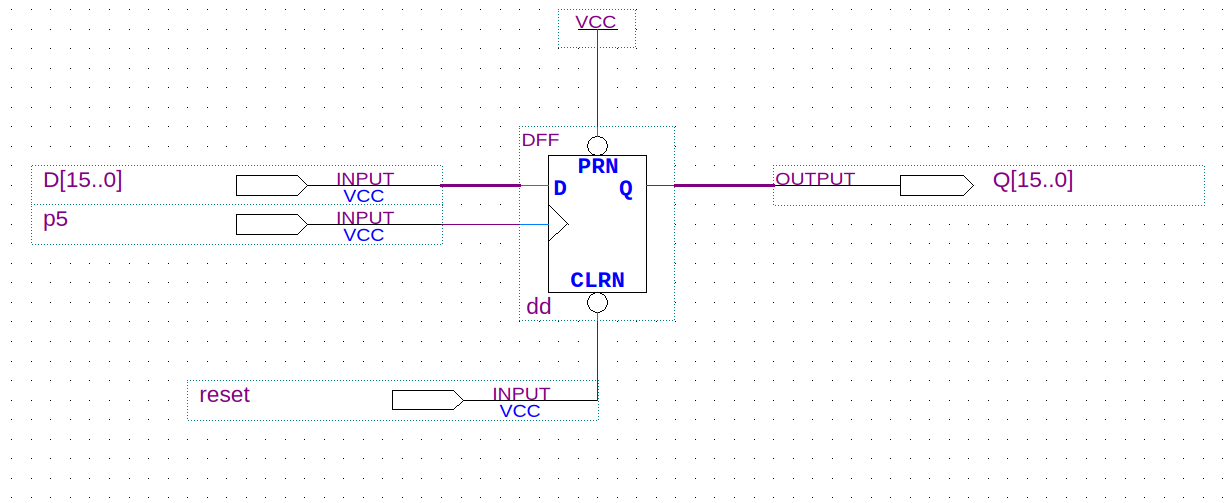 VCC
DFF
PRN
D[15..0]
INPUT
VCC
D
Q
OUTPUT
Q[15..0]
p5
INPUT
VCC
CLRN
dd
reset
INPUT
VCC